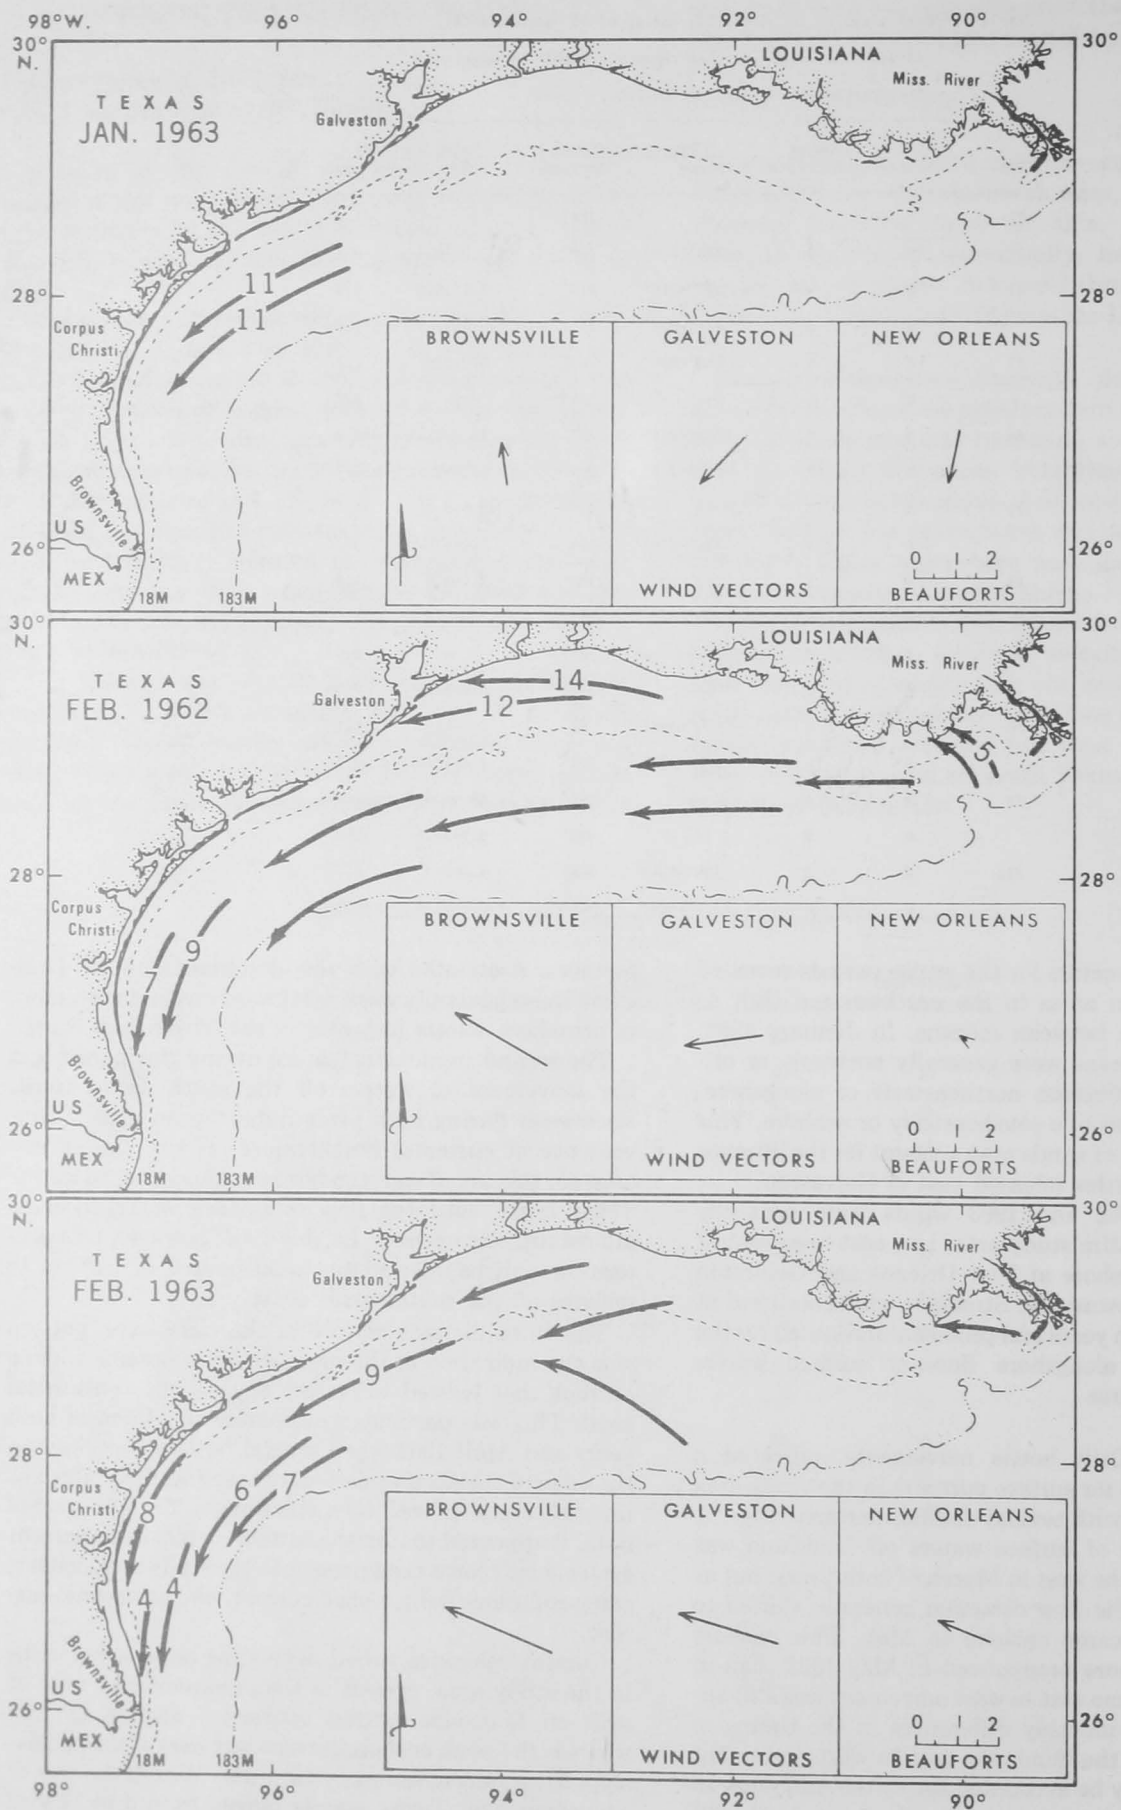 98°W. 96° 94° 92° 90°
30° N. 30°
LOUISIANA
Miss. River
TEXAS
JAN. 1963
Galveston
11
11
28° 28°
Corpus Christi
BROWNSVILLE GALVESTON NEW ORLEANS
Brownsville
US
26° 26°
MEX
0 1 2
18M 183M WIND VECTORS BEAUFORTS
30° N. 30°
LOUISIANA
Miss. River
TEXAS
FEB. 1962
Galveston
14
12
5
28° 28°
Corpus Christi
BROWNSVILLE GALVESTON NEW ORLEANS
9
7
Brownsville
US
26° 26°
MEX
0 1 2
18M 183M WIND VECTORS BEAUFORTS
30° N. 30°
LOUISIANA
Miss. River
TEXAS
FEB. 1963
Galveston
9
28° 28°
6 7
Corpus Christi
8
BROWNSVILLE GALVESTON NEW ORLEANS
4 4
Brownsville
US
26° 26°
MEX
0 1 2
18M 183M WIND VECTORS BEAUFORTS
98° 96° 94° 92° 90°